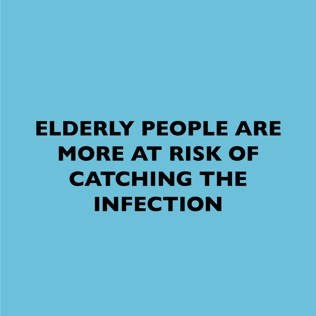 ELDERLY PEOPLE ARE
MORE AT RISK OF
CATCHING THE
INFECTION